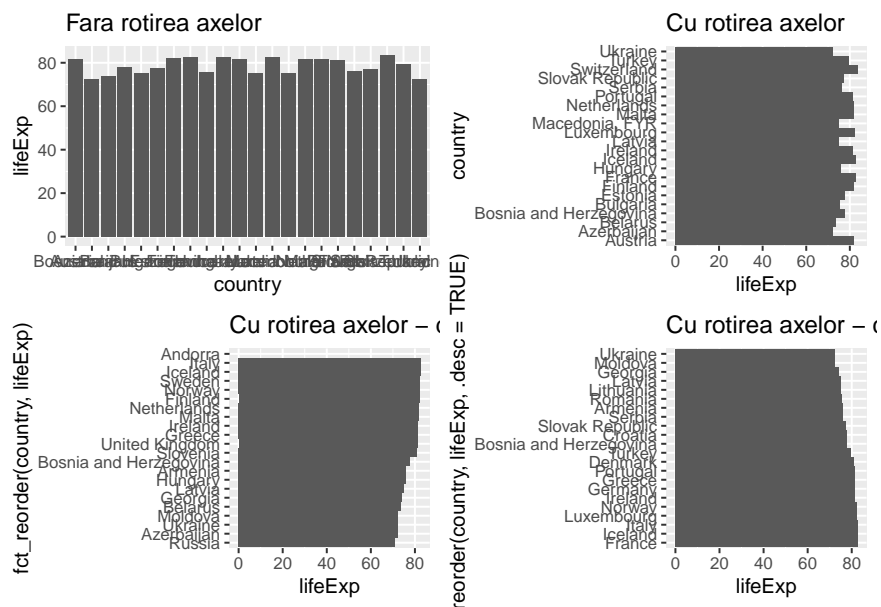 Fara rotirea axelor
lifeExp
80
60
40
20
0
country
Cu rotirea axelor
country
Ukraine
Turkey
Switzerland
Slovak Republic
Serbia
Portugal
Netherlands
Malta
Macedonia, FYR
Luxembourg
Latvia
Ireland
Iceland
Hungary
France
Finland
Estonia
Bulgaria
Bosnia and Herzegovina
Belarus
Azerbaijan
Austria
0 20 40 60 80
lifeExp
Cu rotirea axelor −
fct_reorder(country, lifeExp)
Andorra
Italy
Iceland
Sweden
Norway
Finland
Netherlands
Malta
Ireland
Greece
United Kingdom
Slovenia
Bosnia and Herzegovina
Armenia
Hungary
Latvia
Georgia
Belarus
Moldova
Ukraine
Azerbaijan
Russia
0 20 40 60 80
lifeExp
Cu rotirea axelor −
reorder(country, lifeExp, .desc = TRUE)
Ukraine
Moldova
Georgia
Latvia
Lithuania
Romania
Armenia
Serbia
Slovak Republic
Croatia
Bosnia and Herzegovina
Turkey
Denmark
Portugal
Greece
Germany
Ireland
Norway
Luxembourg
Italy
Iceland
France
0 20 40 60 80
lifeExp